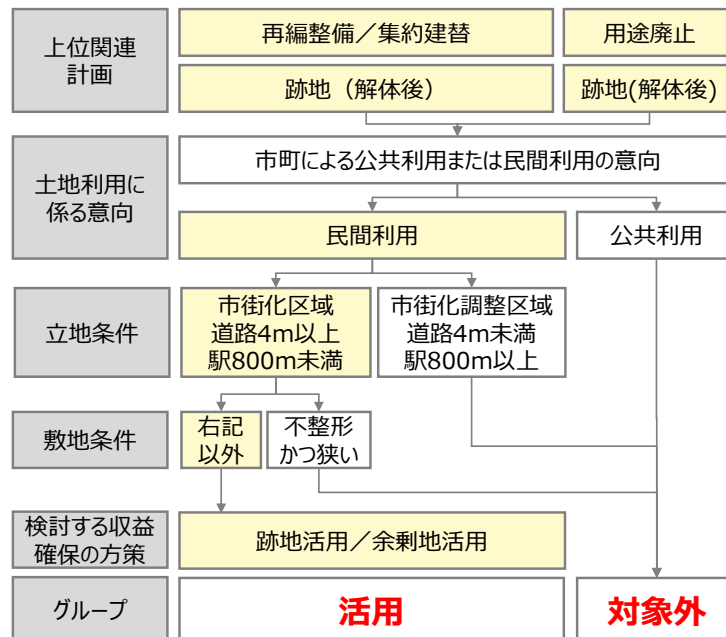 上位関連
計画
再編整備／集約建替
用途廃止
跡地（解体後）
跡地(解体後)
土地利用に
係る意向
市町による公共利用または民間利用の意向
民間利用
公共利用
立地条件
市街化区域
道路4m以上
駅800m未満
市街化調整区域
道路4m未満
駅800m以上
敷地条件
右記
以外
不整形
かつ狭い
検討する収益
確保の方策
跡地活用／余剰地活用
グループ
活用
対象外